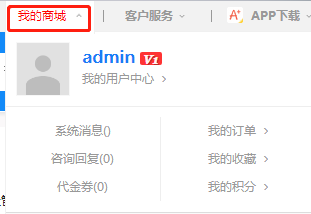 我的商城 客户服务 A+ APP下载
admin V1
我的用户中心 >
系统消息() 我的订单 >
咨询回复(0) 我的收藏 >
代金券(0) 我的积分 >